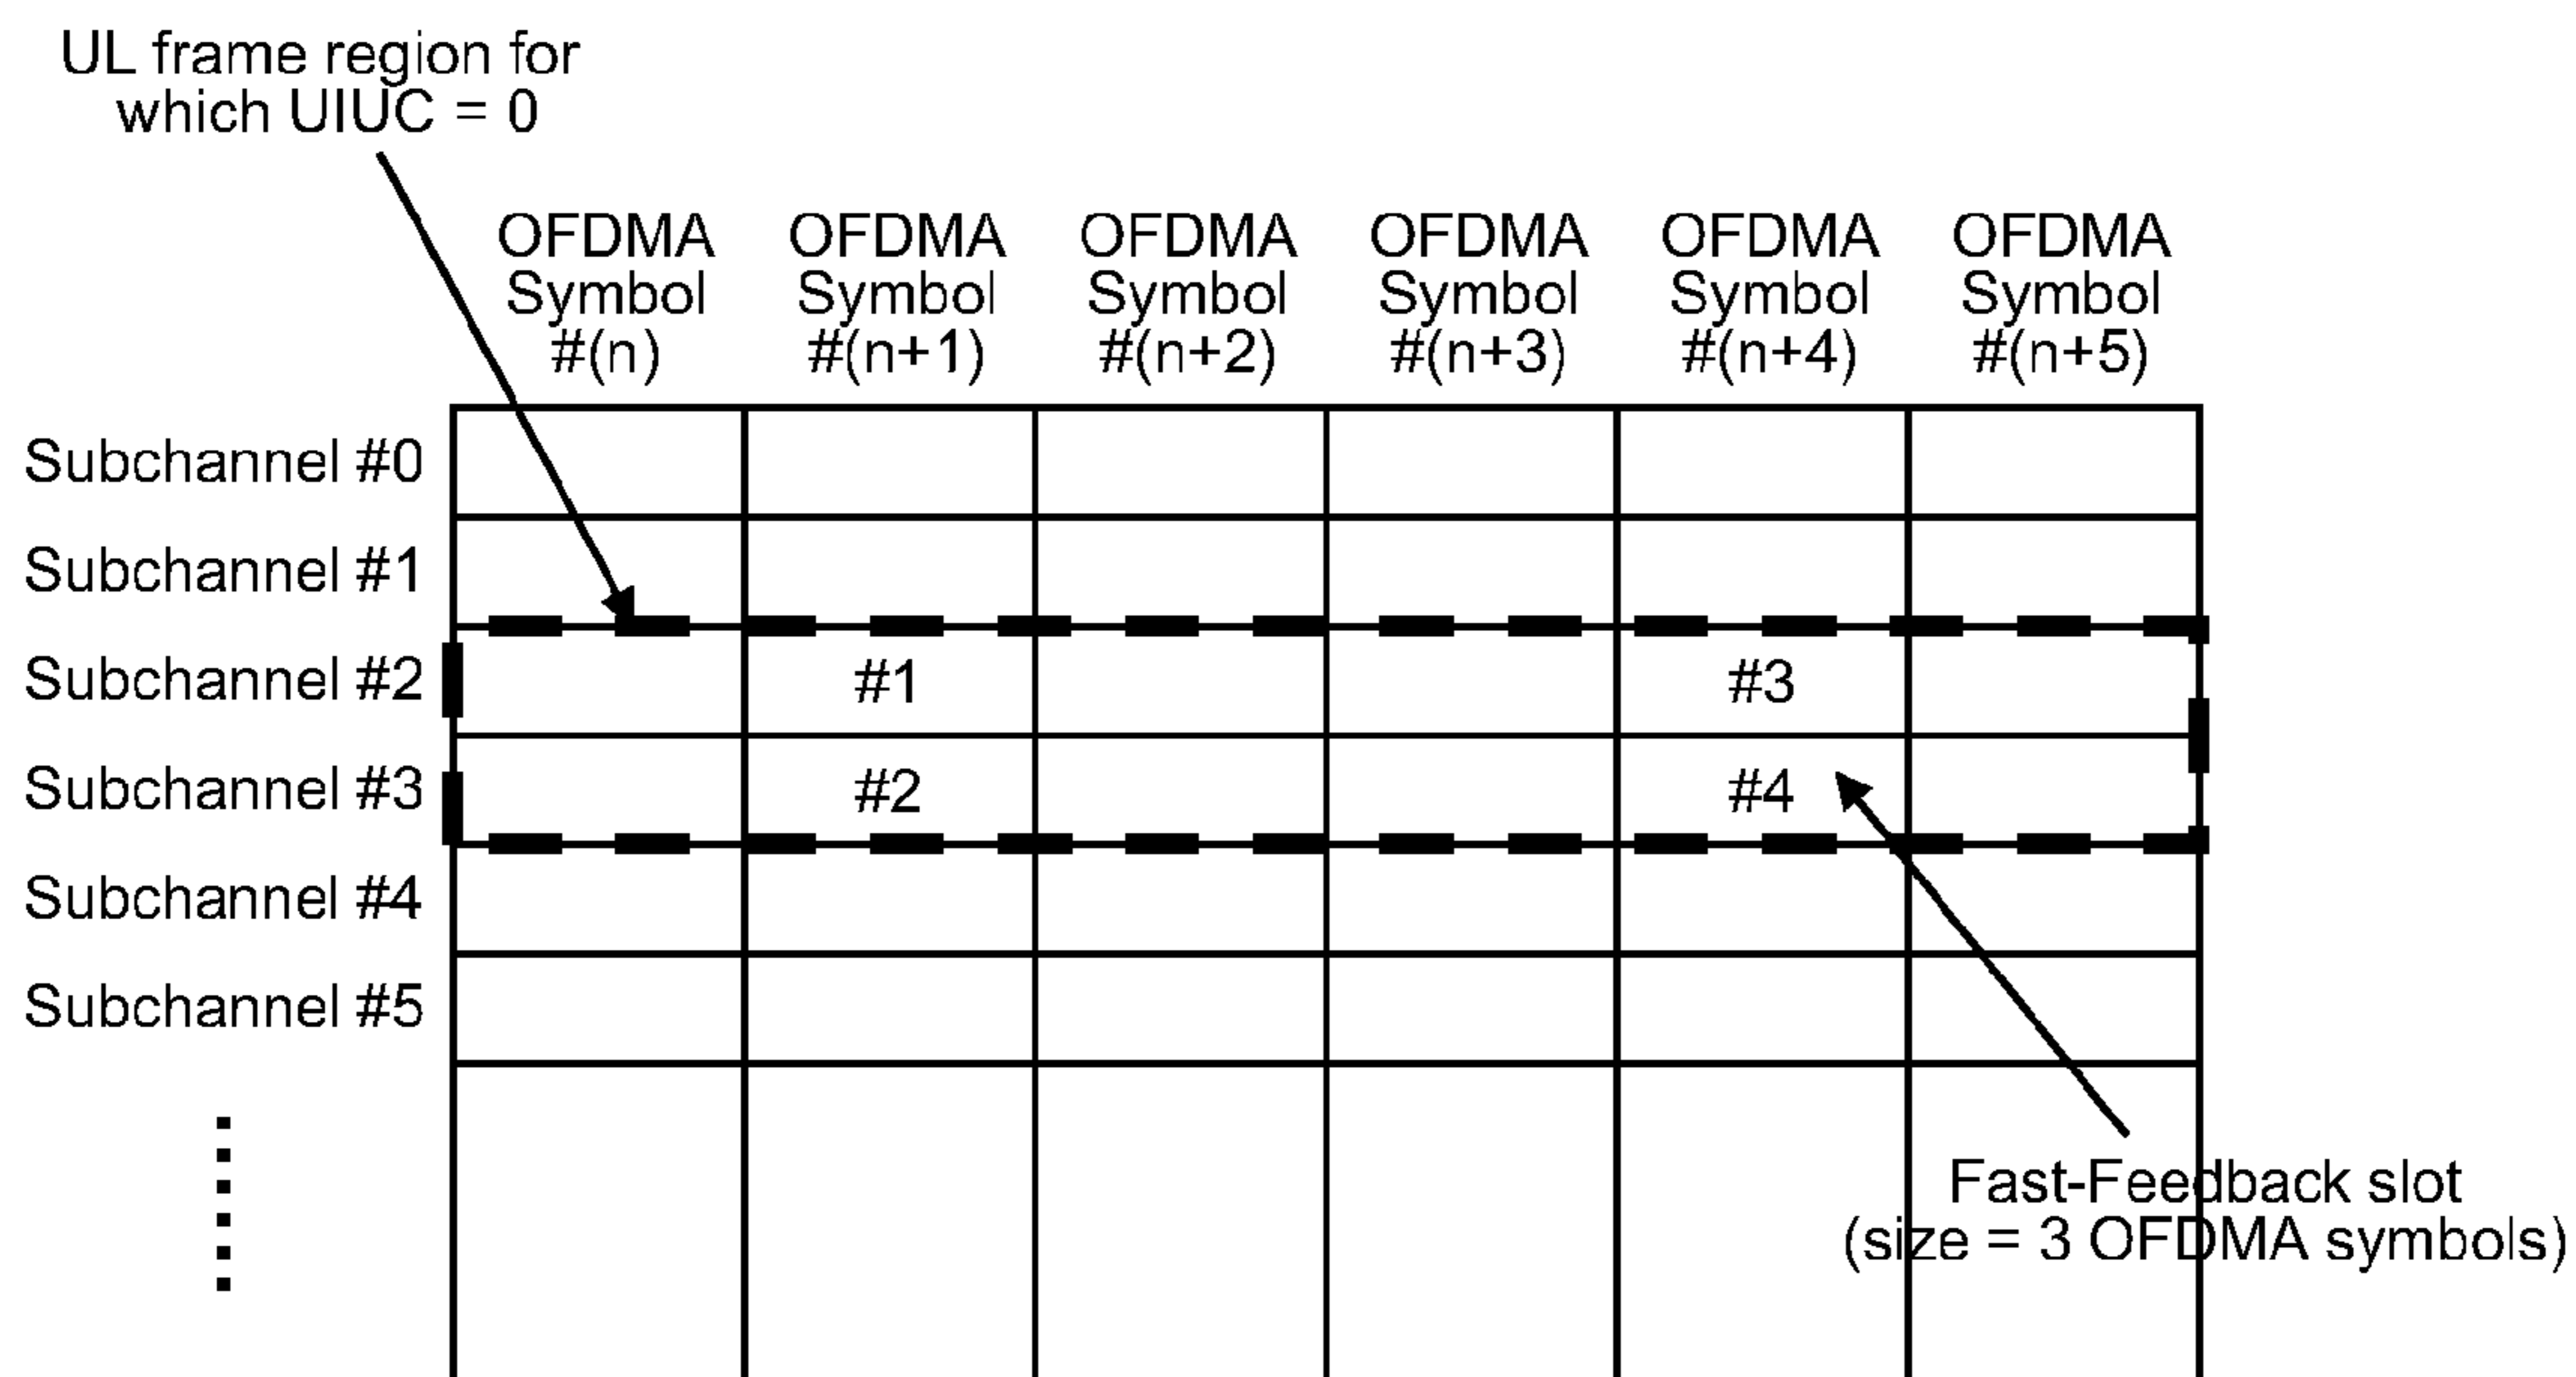 UL frame region for
which UIUC = 0
OFDMA OFDMA OFDMA OFDMA OFDMA OFDMA
Symbol Symbol Symbol Symbol Symbol Symbol
#(n) #(n+1) #(n+2) #(n+3) #(n+4) #(n+5)
Subchannel #0
Subchannel #1
Subchannel #2 #1 #3
Subchannel #3 #2 #4
Subchannel #4
Subchannel #5
Fast-Feedback slot
(size = 3 OFDMA symbols)